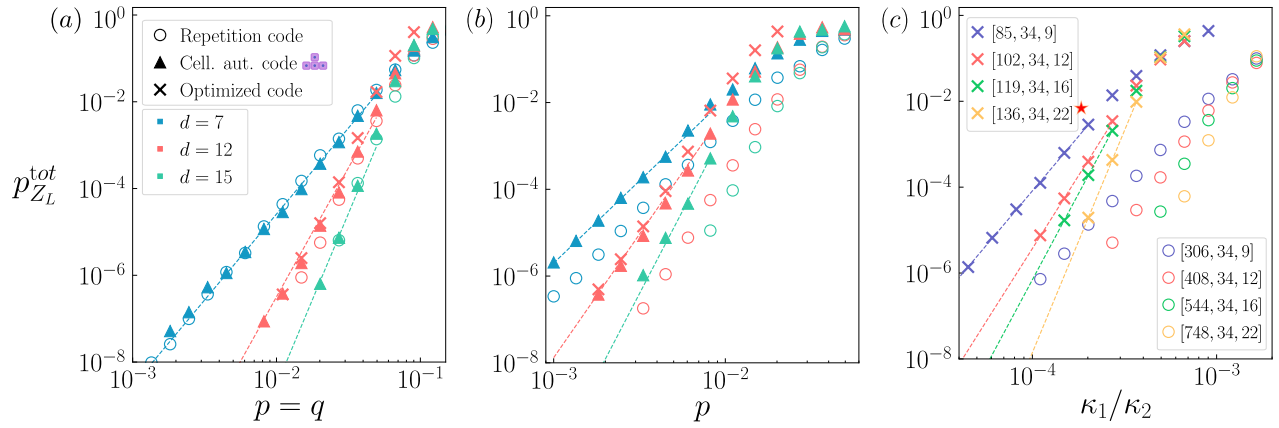 (a)
Repetition code
Cell. aut. code
Optimized code
d = 7
d = 12
d = 15
10^0
10^−2
10^−4
10^−6
10^−8
p_{Z_L}^{tot}
10^−3
10^−2
10^−1
p = q
(b)
10^0
10^−2
10^−4
10^−6
10^−8
10^−3
10^−2
p
(c)
[85, 34, 9]
[102, 34, 12]
[119, 34, 16]
[136, 34, 22]
10^0
10^−2
10^−4
10^−6
10^−8
[306, 34, 9]
[408, 34, 12]
[544, 34, 16]
[748, 34, 22]
10^−4
10^−3
κ_1/κ_2